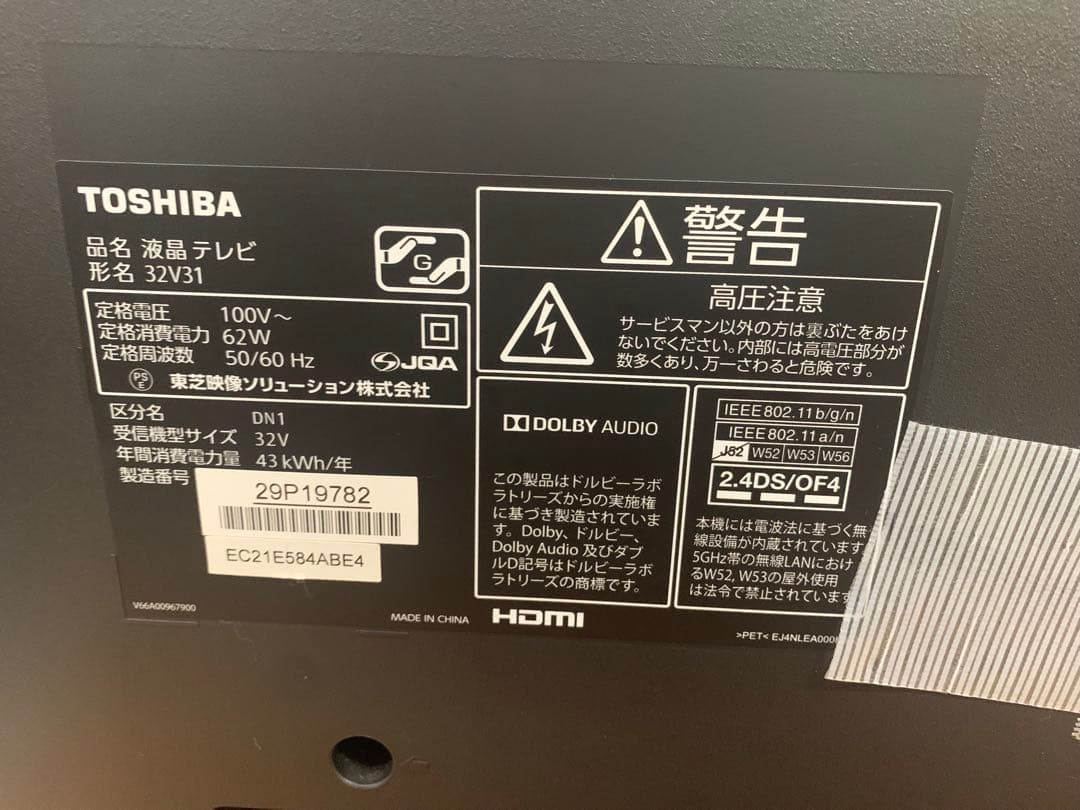 TOSHIBA
品名 液晶テレビ
形名 32V31
G
定格電圧 100V～
定格消費電力 62W
定格周波数 50/60 Hz
JQA
PS
E
東芝映像ソリューション株式会社
区分名 DN1
受信機型サイズ 32V
年間消費電力量 43kWh/年
製造番号
29P19782
EC21E584ABE4
V66A00967900
MADE IN CHINA
警告
高圧注意
サービスマン以外の方は裏ぶたをあけ
ないでください。内部には高電圧部分が
数多くあり、万一さわると危険です。
DOLBY AUDIO
この製品はドルビーラボ
ラトリーズからの実施権
に基づき製造されていま
す。Dolby、ドルビー、
Dolby Audio 及びダブ
ルD記号はドルビーラボ
ラトリーズの商標です。
HDMI
IEEE802.11b/g/n
IEEE802.11a/n
J52 W52 W53 W56
2.4DS/OF4
本機には電波法に基づく無
線設備が内蔵されています
5GHz帯の無線LANにおけ
るW52, W53の屋外使用
は法令で禁止されています
>PET< EJ4NLEA000